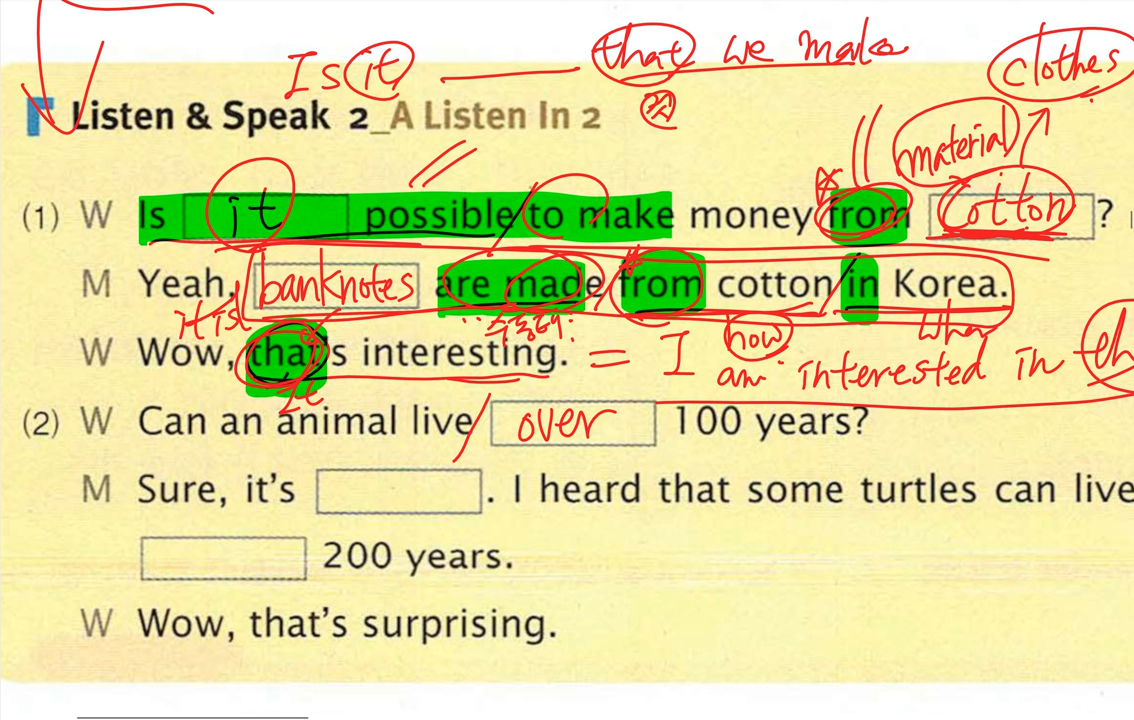 Is it that we make clothes
Listen & Speak 2_A Listen In 2
material
(1) W Is it possible to make money from cotton?
M Yeah, banknotes are made from cotton in Korea.
it is how when
W Wow, that's interesting. = I am interested in
It
(2) W Can an animal live over 100 years?
M Sure, it's . I heard that some turtles can live
200 years.
W Wow, that's surprising.